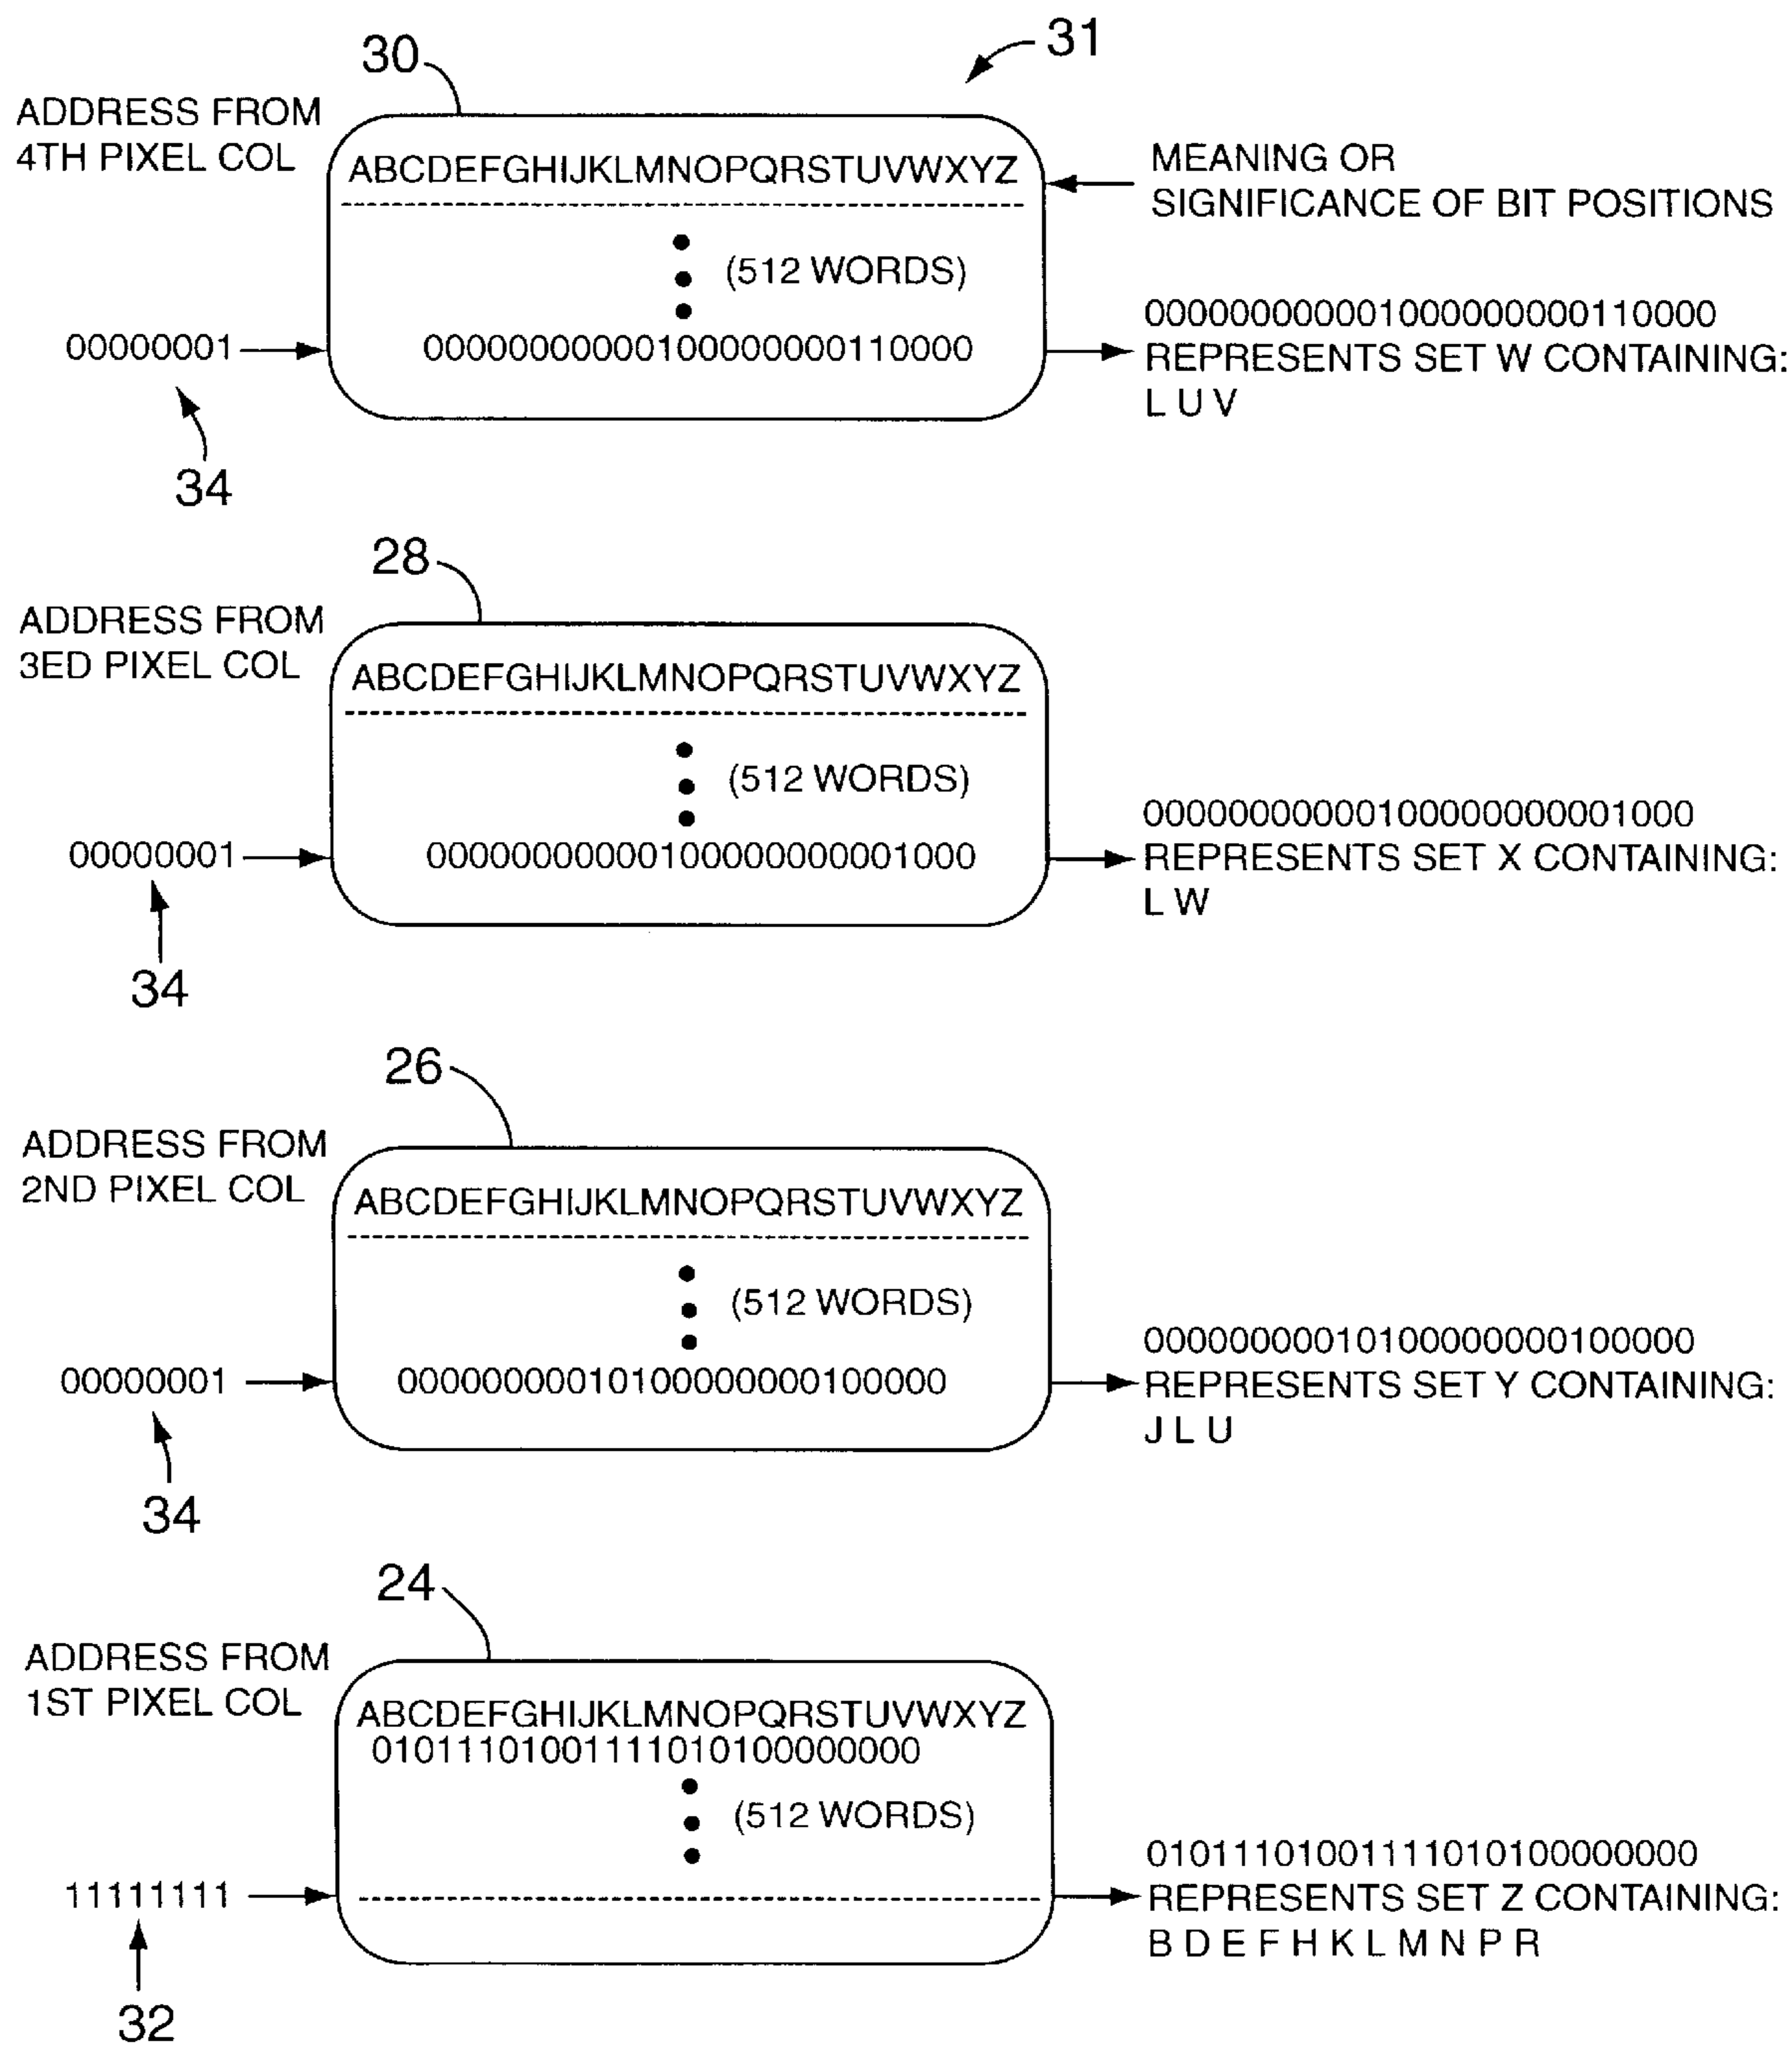 30
31
ADDRESS FROM
4TH PIXEL COL
ABCDEFGHIJKLMNOPQRSTUVWXYZ
MEANING OR
SIGNIFICANCE OF BIT POSITIONS
(512 WORDS)
00000001
00000000000100000000110000
000000000001000000000110000
REPRESENTS SET W CONTAINING:
L U V
34
28
ADDRESS FROM
3ED PIXEL COL
ABCDEFGHIJKLMNOPQRSTUVWXYZ
(512 WORDS)
00000001
00000000000100000000001000
00000000000100000000001000
REPRESENTS SET X CONTAINING:
L W
34
26
ADDRESS FROM
2ND PIXEL COL
ABCDEFGHIJKLMNOPQRSTUVWXYZ
(512 WORDS)
00000001
00000000010100000000100000
00000000010100000000100000
REPRESENTS SET Y CONTAINING:
J L U
34
24
ADDRESS FROM
1ST PIXEL COL
ABCDEFGHIJKLMNOPQRSTUVWXYZ
01011101001111010100000000
(512 WORDS)
11111111
01011101001111010100000000
REPRESENTS SET Z CONTAINING:
B D E F H K L M N P R
32